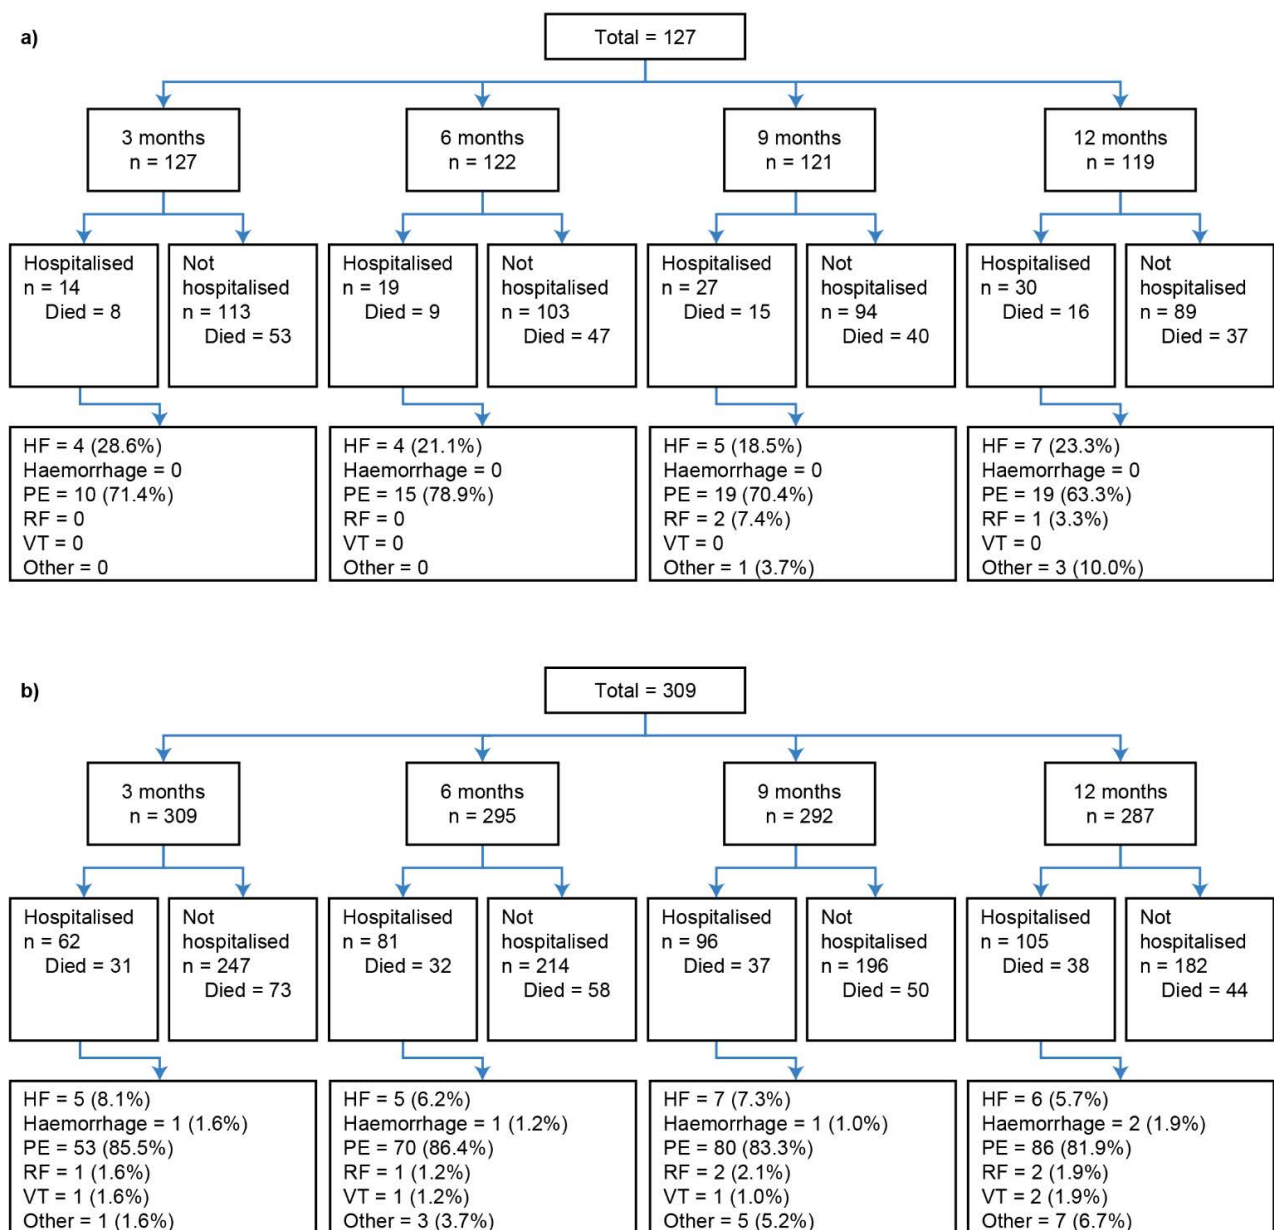 a)
Total = 127
3 months
n = 127
6 months
n = 122
9 months
n = 121
12 months
n = 119
Hospitalised
n = 14
Died = 8
Not
hospitalised
n = 113
Died = 53
Hospitalised
n = 19
Died = 9
Not
hospitalised
n = 103
Died = 47
Hospitalised
n = 27
Died = 15
Not
hospitalised
n = 94
Died = 40
Hospitalised
n = 30
Died = 16
Not
hospitalised
n = 89
Died = 37
HF = 4 (28.6%)
Haemorrhage = 0
PE = 10 (71.4%)
RF = 0
VT = 0
Other = 0
HF = 4 (21.1%)
Haemorrhage = 0
PE = 15 (78.9%)
RF = 0
VT = 0
Other = 0
HF = 5 (18.5%)
Haemorrhage = 0
PE = 19 (70.4%)
RF = 2 (7.4%)
VT = 0
Other = 1 (3.7%)
HF = 7 (23.3%)
Haemorrhage = 0
PE = 19 (63.3%)
RF = 1 (3.3%)
VT = 0
Other = 3 (10.0%)
b)
Total = 309
3 months
n = 309
6 months
n = 295
9 months
n = 292
12 months
n = 287
Hospitalised
n = 62
Died = 31
Not
hospitalised
n = 247
Died = 73
Hospitalised
n = 81
Died = 32
Not
hospitalised
n = 214
Died = 58
Hospitalised
n = 96
Died = 37
Not
hospitalised
n = 196
Died = 50
Hospitalised
n = 105
Died = 38
Not
hospitalised
n = 182
Died = 44
HF = 5 (8.1%)
Haemorrhage = 1 (1.6%)
PE = 53 (85.5%)
RF = 1 (1.6%)
VT = 1 (1.6%)
Other = 1 (1.6%)
HF = 5 (6.2%)
Haemorrhage = 1 (1.2%)
PE = 70 (86.4%)
RF = 1 (1.2%)
VT = 1 (1.2%)
Other = 3 (3.7%)
HF = 7 (7.3%)
Haemorrhage = 1 (1.0%)
PE = 80 (83.3%)
RF = 2 (2.1%)
VT = 1 (1.0%)
Other = 5 (5.2%)
HF = 6 (5.7%)
Haemorrhage = 2 (1.9%)
PE = 86 (81.9%)
RF = 2 (1.9%)
VT = 2 (1.9%)
Other = 7 (6.7%)